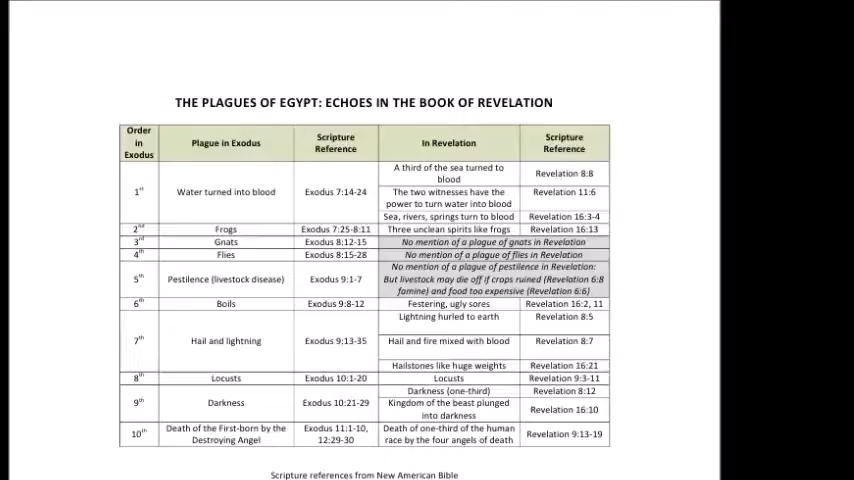 THE PLAGUES OF EGYPT: ECHOES IN THE BOOK OF REVELATION
Order in Exodus | Plague in Exodus | Scripture Reference | In Revelation | Scripture Reference
1st | Water turned into blood | Exodus 7:14-24 | A third of the sea turned to blood | Revelation 8:8
The two witnesses have the power to turn water into blood | Revelation 11:6
Sea, rivers, springs turn to blood | Revelation 16:3-4
2nd | Frogs | Exodus 7:25-8:11 | Three unclean spirits like frogs | Revelation 16:13
3rd | Gnats | Exodus 8:12-15 | No mention of a plague of gnats in Revelation
4th | Flies | Exodus 8:15-28 | No mention of a plague of flies in Revelation
5th | Pestilence (livestock disease) | Exodus 9:1-7 | No mention of a plague of pestilence in Revelation: But livestock may die off if crops ruined (Revelation 6:8 famine) and food too expensive (Revelation 6:6)
6th | Boils | Exodus 9:8-12 | Festering, ugly sores | Revelation 16:2, 11
7th | Hail and lightning | Exodus 9:13-35 | Lightning hurled to earth | Revelation 8:5
Hail and fire mixed with blood | Revelation 8:7
Hailstones like huge weights | Revelation 16:21
8th | Locusts | Exodus 10:1-20 | Locusts | Revelation 9:3-11
9th | Darkness | Exodus 10:21-29 | Darkness (one-third) | Revelation 8:12
Kingdom of the beast plunged into darkness | Revelation 16:10
10th | Death of the First-born by the Destroying Angel | Exodus 11:1-10, 12:29-30 | Death of one-third of the human race by the four angels of death | Revelation 9:13-19
Scripture references from New American Bible